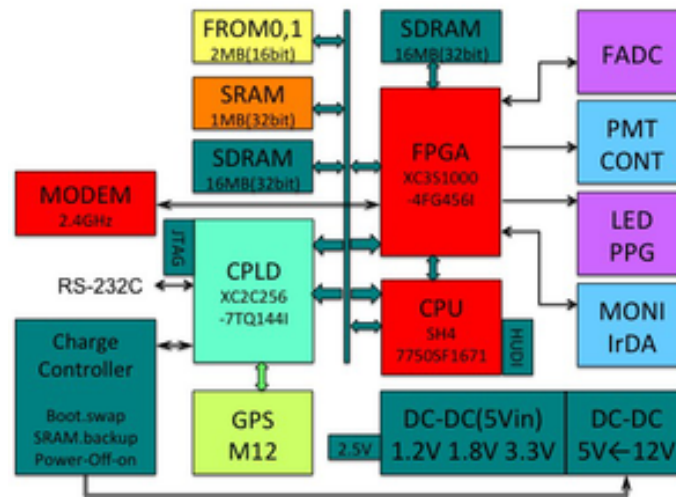 FROM0,1
2MB(16bit)
SRAM
1MB(32bit)
SDRAM
16MB(32bit)
SDRAM
16MB(32bit)
FPGA
XC3S1000
-4FG456I
FADC
PMT
CONT
LED
PPG
MONI
IrDA
MODEM
2.4GHz
JTAG
RS-232C
CPLD
XC2C256
-7TQ144I
CPU
SH4
7750SF1671
HUDI
Charge
Controller
Boot.swap
SRAM.backup
Power-Off-on
GPS
M12
2.5V
DC-DC(5Vin)
1.2V 1.8V 3.3V
DC-DC
5V←12V